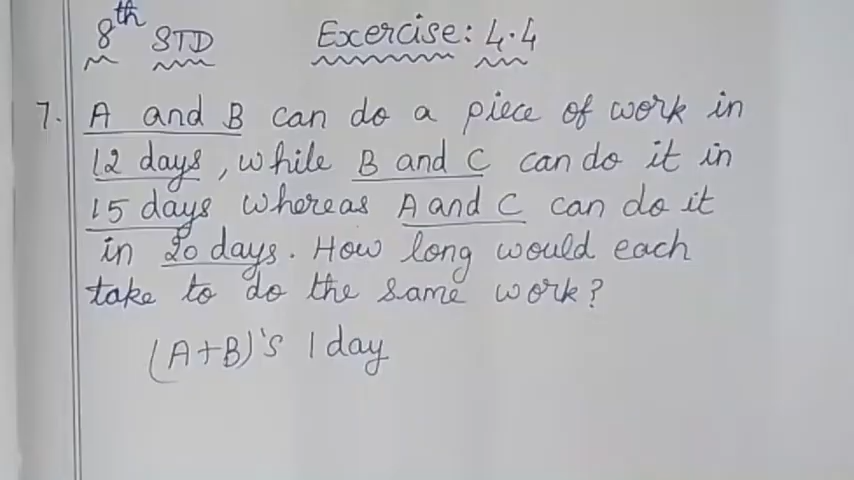 8th STD Exercise: 4.4
7. A and B can do a piece of work in
12 days, while B and C can do it in
15 days whereas A and C can do it
in 20 days. How long would each
take to do the same work?
(A+B)'s 1 day